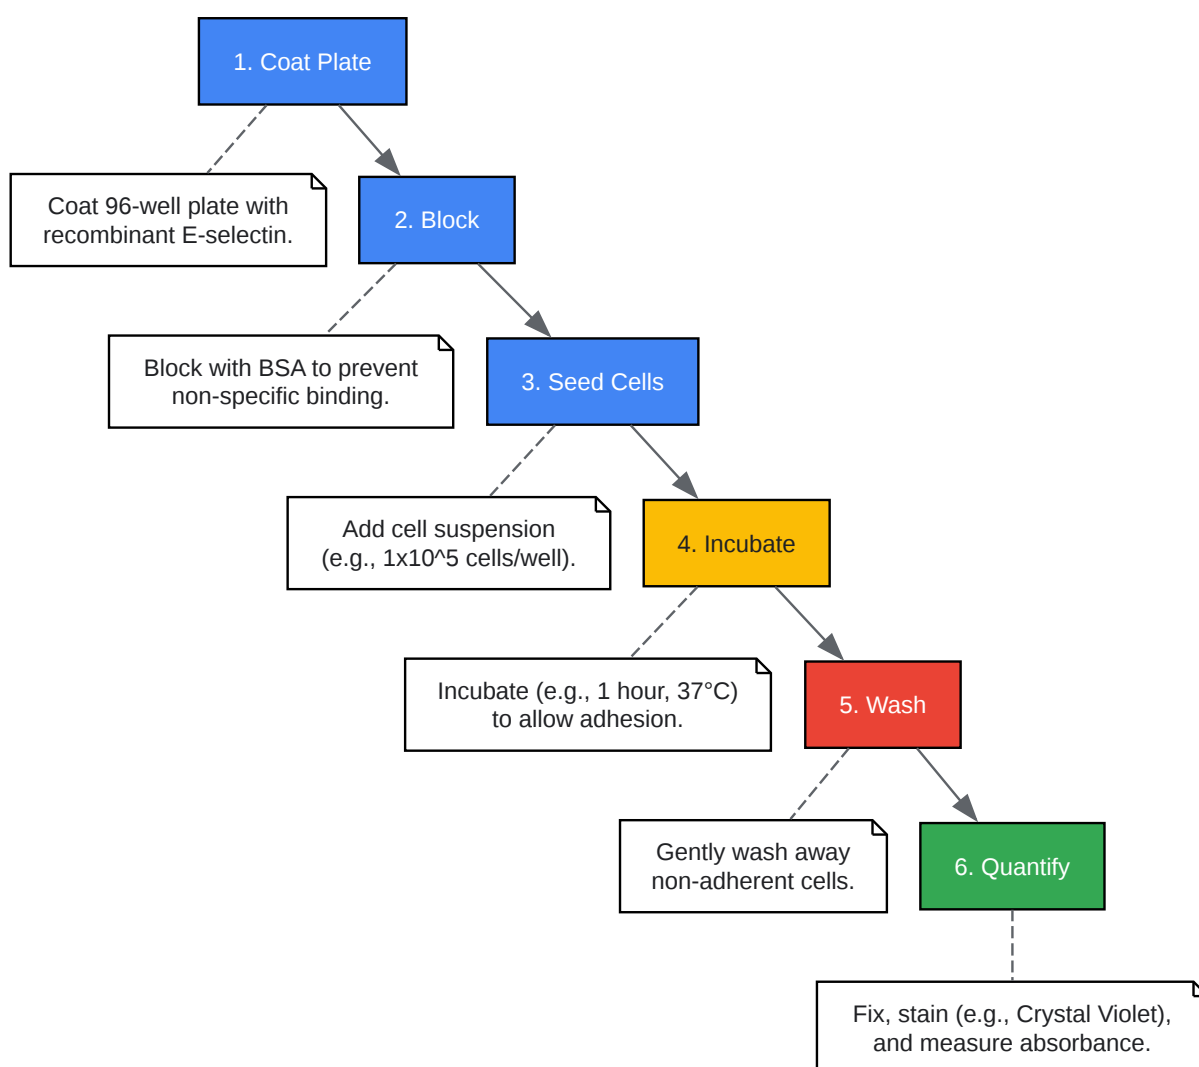 1. Coat Plate
Coat 96-well plate with
recombinant E-selectin.
2. Block
Block with BSA to prevent
non-specific binding.
3. Seed Cells
Add cell suspension
(e.g., 1x10^5 cells/well).
4. Incubate
Incubate (e.g., 1 hour, 37°C)
to allow adhesion.
5. Wash
Gently wash away
non-adherent cells.
6. Quantify
Fix, stain (e.g., Crystal Violet),
and measure absorbance.